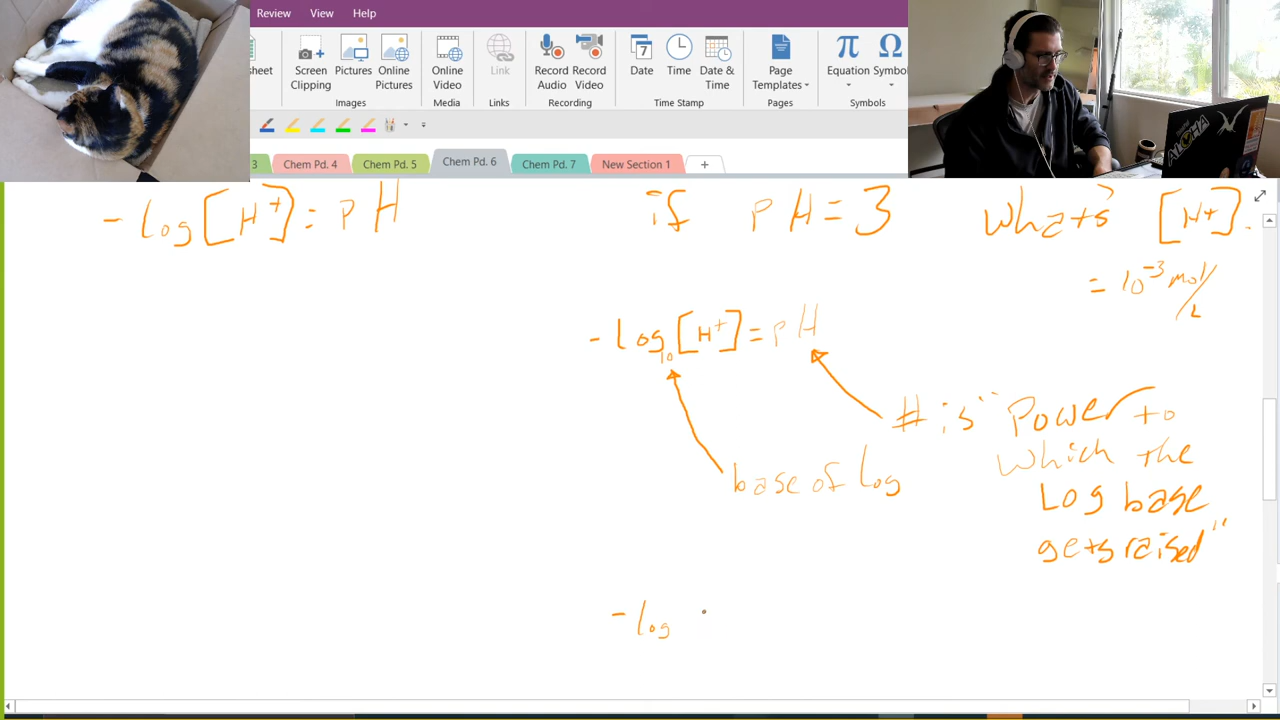 Review View Help
Screen Clipping
Pictures
Online Pictures
Online Video
Link
Record Audio
Record Video
Date
Time
Date & Time
Page Templates
Equation
Symbol
Images
Media
Links
Recording
Time Stamp
Pages
Symbols
3 Chem Pd. 4 Chem Pd. 5 Chem Pd. 6 Chem Pd. 7 New Section 1 +
ALOHA
-log[H+] = pH
if pH = 3 What's [H+].
= 10^-3 mol/L
-log₁₀[H+] = pH
# is "Power to
which the
Log base
gets raised"
base of log
-log